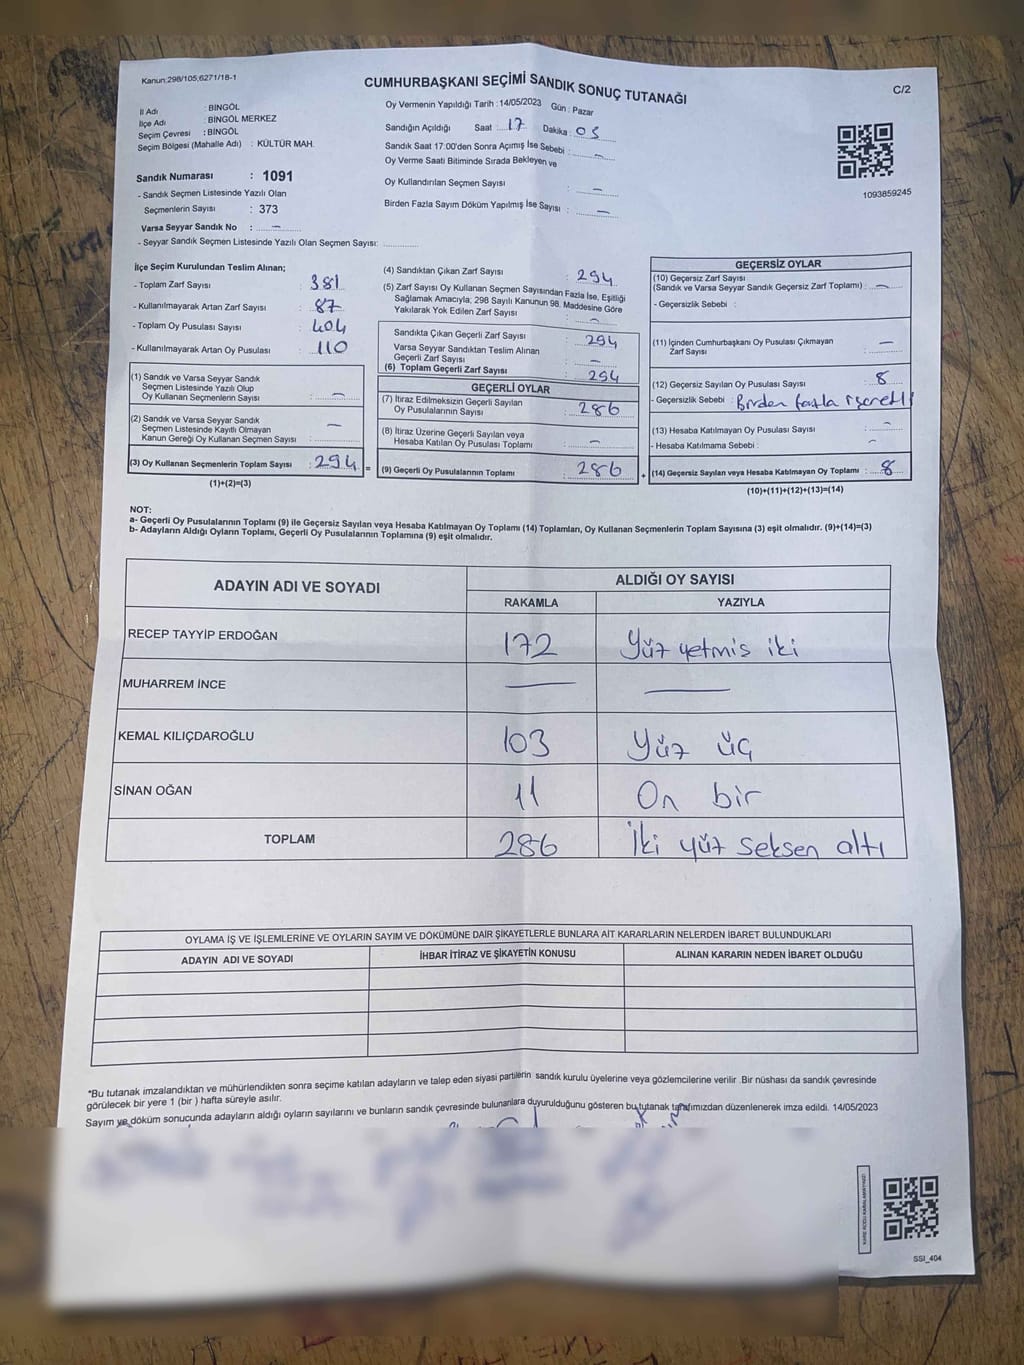 Kanun:298/105;6271/18-1
CUMHURBAŞKANI SEÇİMİ SANDIK SONUÇ TUTANAĞI
C/2
İl Adı : BİNGÖL
İlçe Adı : BİNGÖL MERKEZ
Seçim Çevresi : BİNGÖL
Seçim Bölgesi (Mahalle Adı) : KÜLTÜR MAH.
Oy Vermenin Yapıldığı Tarih : 14/05/2023 Gün : Pazar
Sandığın Açıldığı Saat : 17 Dakika : 05
Sandık Saat 17:00'den Sonra Açımış İse Sebebi : —
Oy Verme Saati Bitiminde Sırada Bekleyen ve
Oy Kullandırılan Seçmen Sayısı : —
Birden Fazla Sayım Döküm Yapılmış İse Sayısı : —
1093859245
Sandık Numarası : 1091
- Sandık Seçmen Listesinde Yazılı Olan
Seçmenlerin Sayısı : 373
Varsa Seyyar Sandık No : —
- Seyyar Sandık Seçmen Listesinde Yazılı Olan Seçmen Sayısı: ............
İlçe Seçim Kurulundan Teslim Alınan;
- Toplam Zarf Sayısı : 381
- Kullanılmayarak Artan Zarf Sayısı : 87
- Toplam Oy Pusulası Sayısı : 404
- Kullanılmayarak Artan Oy Pusulası : 110
(1) Sandık ve Varsa Seyyar Sandık
Seçmen Listesinde Yazılı Olup
Oy Kullanan Seçmenlerin Sayısı : —
(2) Sandık ve Varsa Seyyar Sandık
Seçmen Listesinde Kayıtlı Olmayan
Kanun Gereği Oy Kullanan Seçmen Sayısı : —
(3) Oy Kullanan Seçmenlerin Toplam Sayısı : 294 =
(1)+(2)=(3)
(4) Sandıktan Çıkan Zarf Sayısı : 294
(5) Zarf Sayısı Oy Kullanan Seçmen Sayısından Fazla İse, Eşitliği
Sağlamak Amacıyla; 298 Sayılı Kanunun 98. Maddesine Göre
Yakılarak Yok Edilen Zarf Sayısı : —
Sandıkta Çıkan Geçerli Zarf Sayısı : 294
Varsa Seyyar Sandıktan Teslim Alınan
Geçerli Zarf Sayısı : —
(6) Toplam Geçerli Zarf Sayısı : 294
GEÇERLİ OYLAR
(7) İtiraz Edilmeksizin Geçerli Sayılan
Oy Pusulalarının Sayısı : 286
(8) İtiraz Üzerine Geçerli Sayılan veya
Hesaba Katılan Oy Pusulası Toplamı : —
(9) Geçerli Oy Pusulalarının Toplamı : 286 +
GEÇERSİZ OYLAR
(10) Geçersiz Zarf Sayısı
(Sandık ve Varsa Seyyar Sandık Geçersiz Zarf Toplamı) : —
- Geçersizlik Sebebi :
(11) İçinden Cumhurbaşkanı Oy Pusulası Çıkmayan
Zarf Sayısı : —
(12) Geçersiz Sayılan Oy Pusulası Sayısı : 8
- Geçersizlik Sebebi : Birden fazla işaretli
(13) Hesaba Katılmayan Oy Pusulası Sayısı : —
- Hesaba Katılmama Sebebi : —
(14) Geçersiz Sayılan veya Hesaba Katılmayan Oy Toplamı : 8
(10)+(11)+(12)+(13)=(14)
NOT:
a- Geçerli Oy Pusulalarının Toplamı (9) ile Geçersiz Sayılan veya Hesaba Katılmayan Oy Toplamı (14) Toplamları, Oy Kullanan Seçmenlerin Toplam Sayısına (3) eşit olmalıdır. (9)+(14)=(3)
b- Adayların Aldığı Oyların Toplamı, Geçerli Oy Pusulalarının Toplamına (9) eşit olmalıdır.
ADAYIN ADI VE SOYADI ALDIĞI OY SAYISI
RAKAMLA YAZIYLA
RECEP TAYYİP ERDOĞAN 172 Yüz yetmis iki
MUHARREM İNCE — —
KEMAL KILIÇDAROĞLU 103 Yüz üç
SİNAN OĞAN 11 On bir
TOPLAM 286 İki yüz seksen altı
OYLAMA İŞ VE İŞLEMLERİNE VE OYLARIN SAYIM VE DÖKÜMÜNE DAİR ŞİKAYETLERLE BUNLARA AİT KARARLARIN NELERDEN İBARET BULUNDUKLARI
ADAYIN ADI VE SOYADI İHBAR İTİRAZ VE ŞİKAYETİN KONUSU ALINAN KARARIN NEDEN İBARET OLDUĞU
*Bu tutanak imzalandıktan ve mühürlendikten sonra seçime katılan adayların ve talep eden siyasi partilerin sandık kurulu üyelerine veya gözlemcilerine verilir .Bir nüshası da sandık çevresinde
görülecek bir yere 1 (bir ) hafta süreyle asılır.
Sayım ve döküm sonucunda adayların aldığı oyların sayılarını ve bunların sandık çevresinde bulunanlara duyurulduğunu gösteren bu tutanak tarafımızdan düzenlenerek imza edildi. 14/05/2023
SSI_404